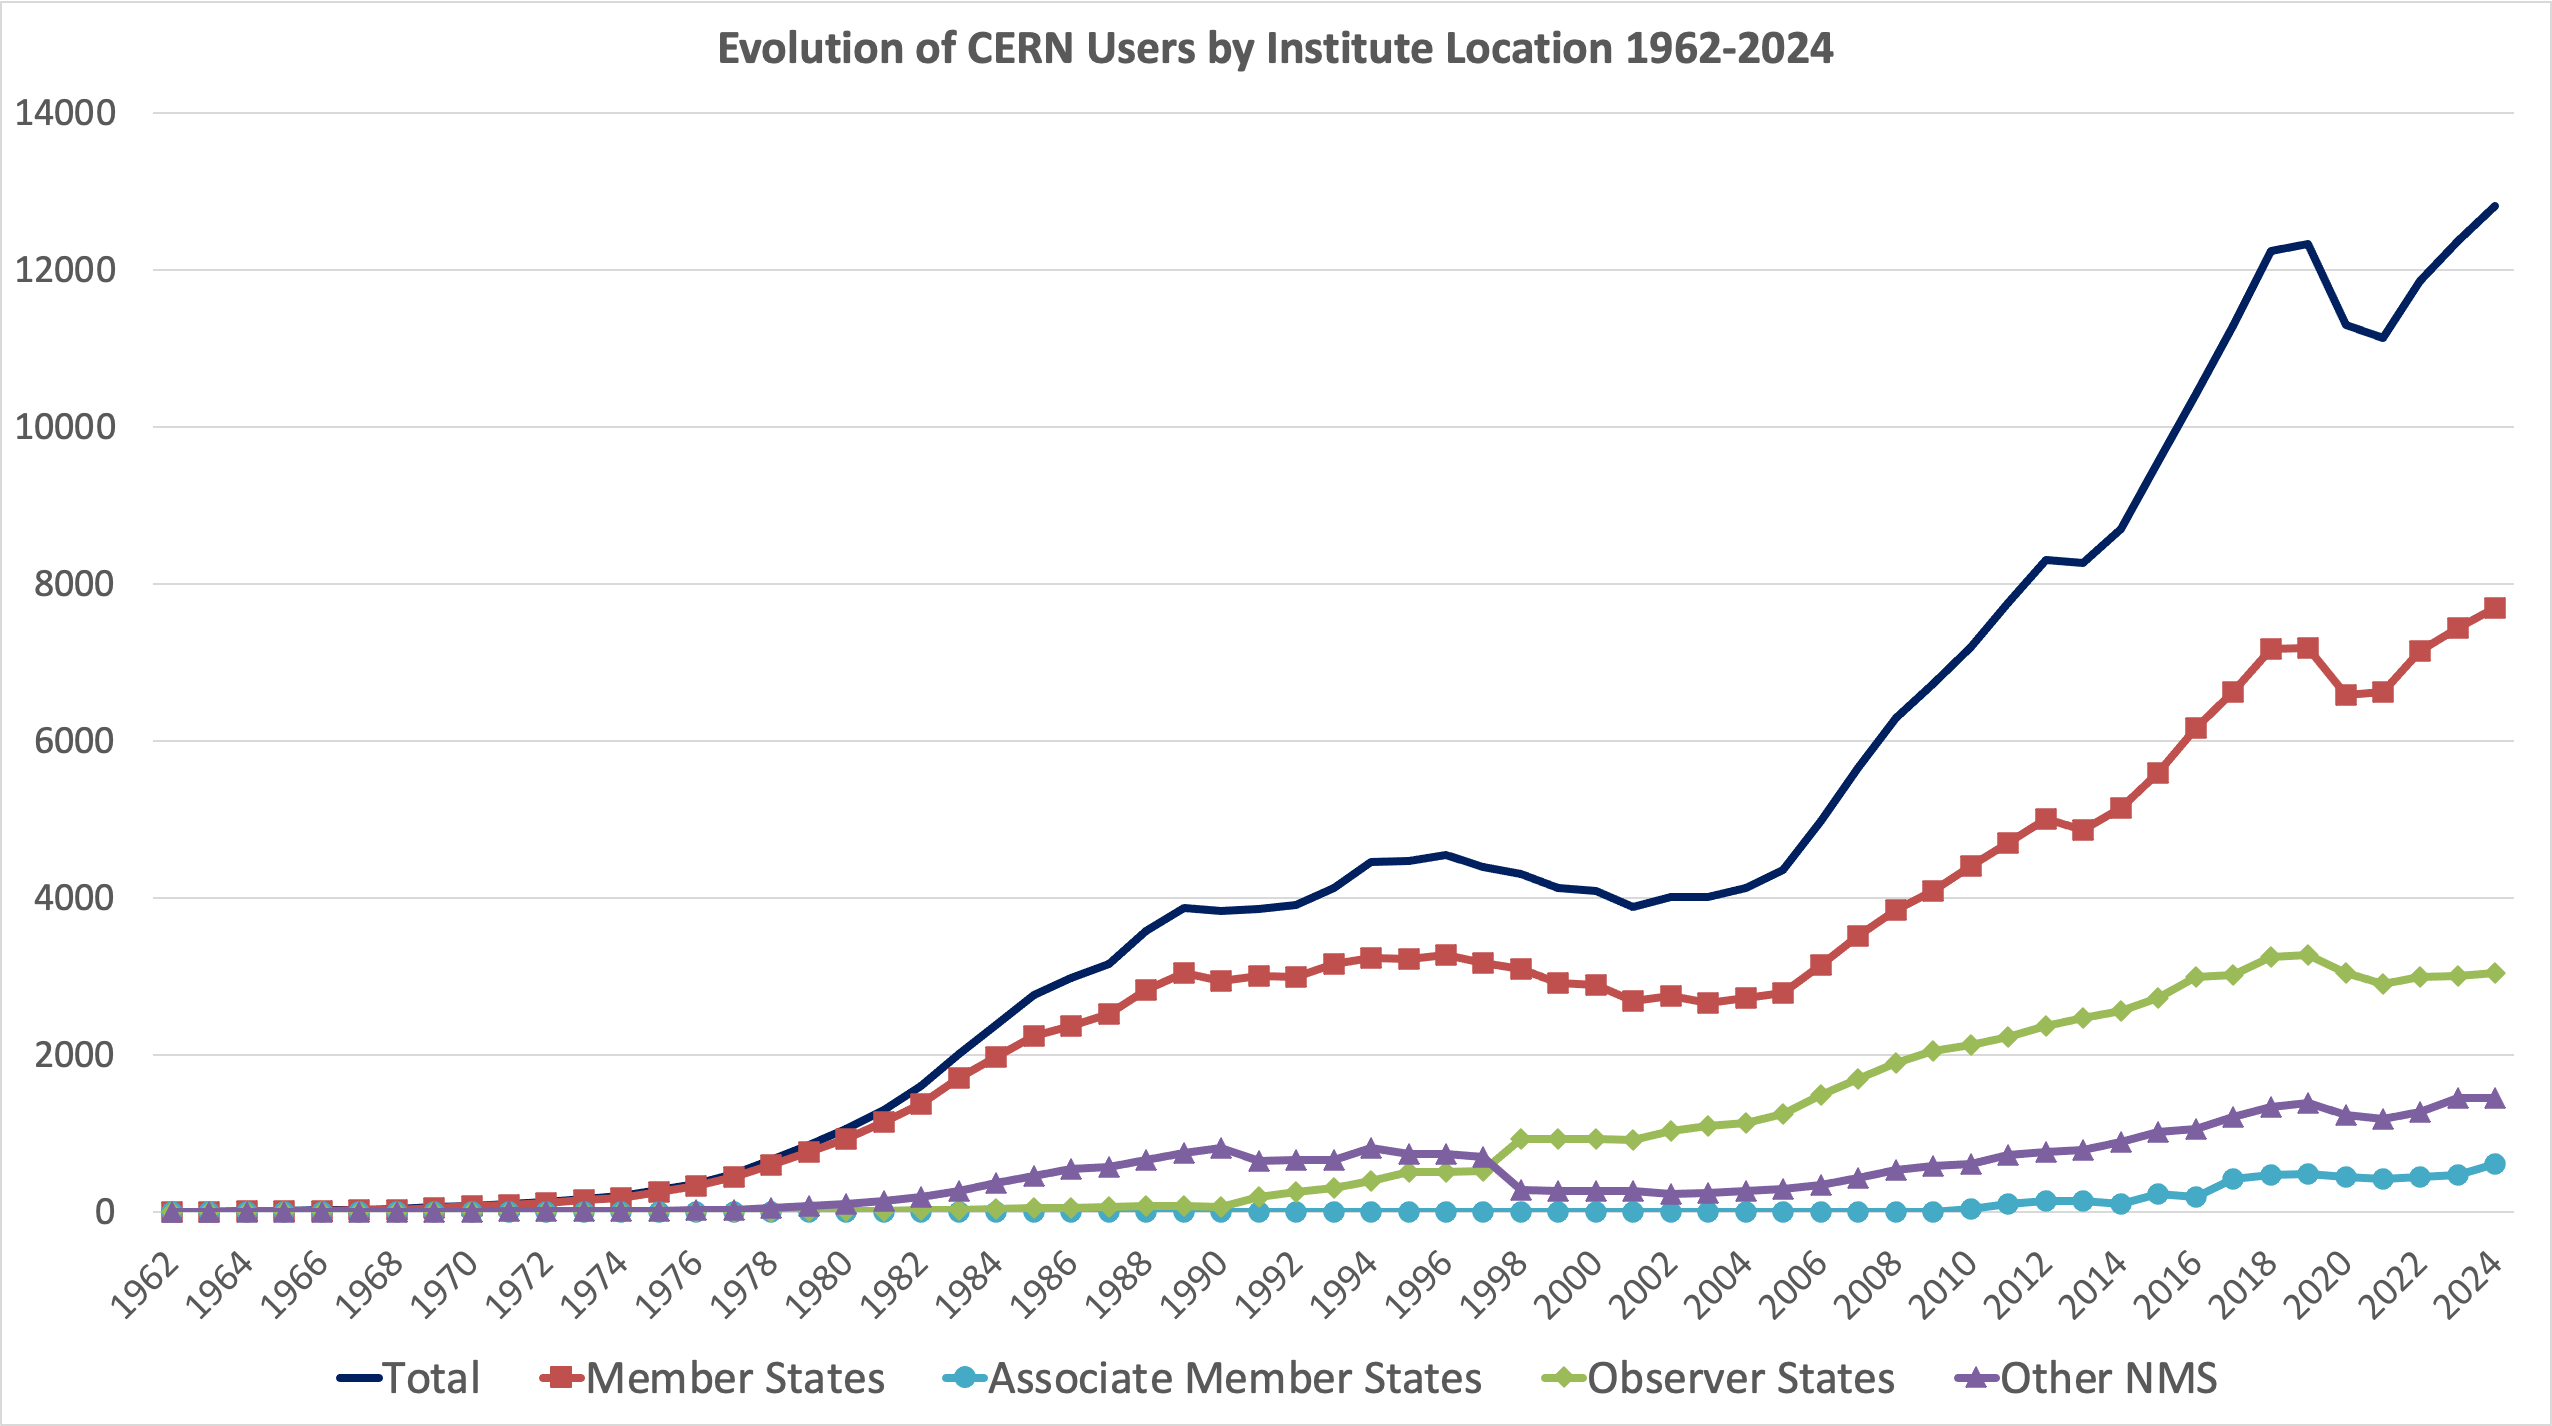 Evolution of CERN Users by Institute Location 1962-2024
14000
12000
10000
8000
6000
4000
2000
0
1962 1964 1966 1968 1970 1972 1974 1976 1978 1980 1982 1984 1986 1988 1990 1992 1994 1996 1998 2000 2002 2004 2006 2008 2010 2012 2014 2016 2018 2020 2022 2024
Total Member States Associate Member States Observer States Other NMS